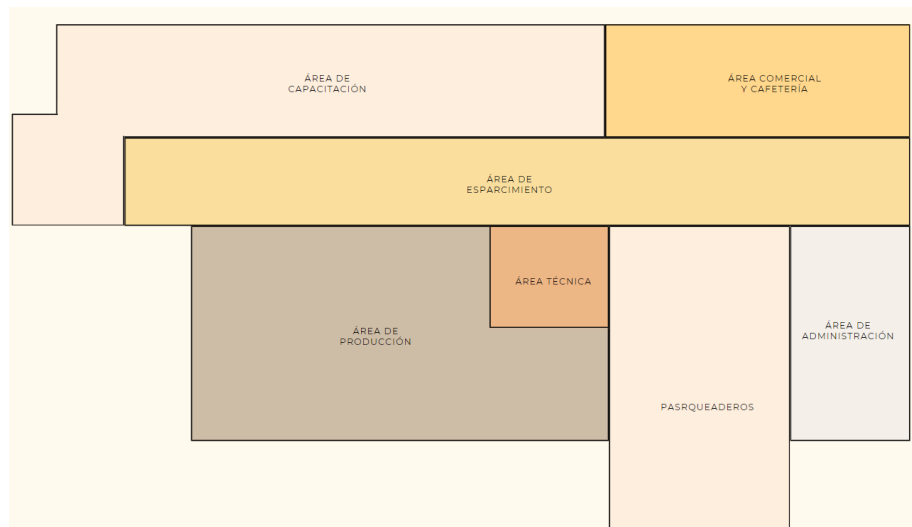 ÁREA DE
CAPACITACIÓN
ÁREA COMERCIAL
Y CAFETERÍA
ÁREA DE
ESPARCIMIENTO
ÁREA TÉCNICA
ÁREA DE
PRODUCCIÓN
ÁREA DE
ADMINISTRACIÓN
PASRQUEADEROS